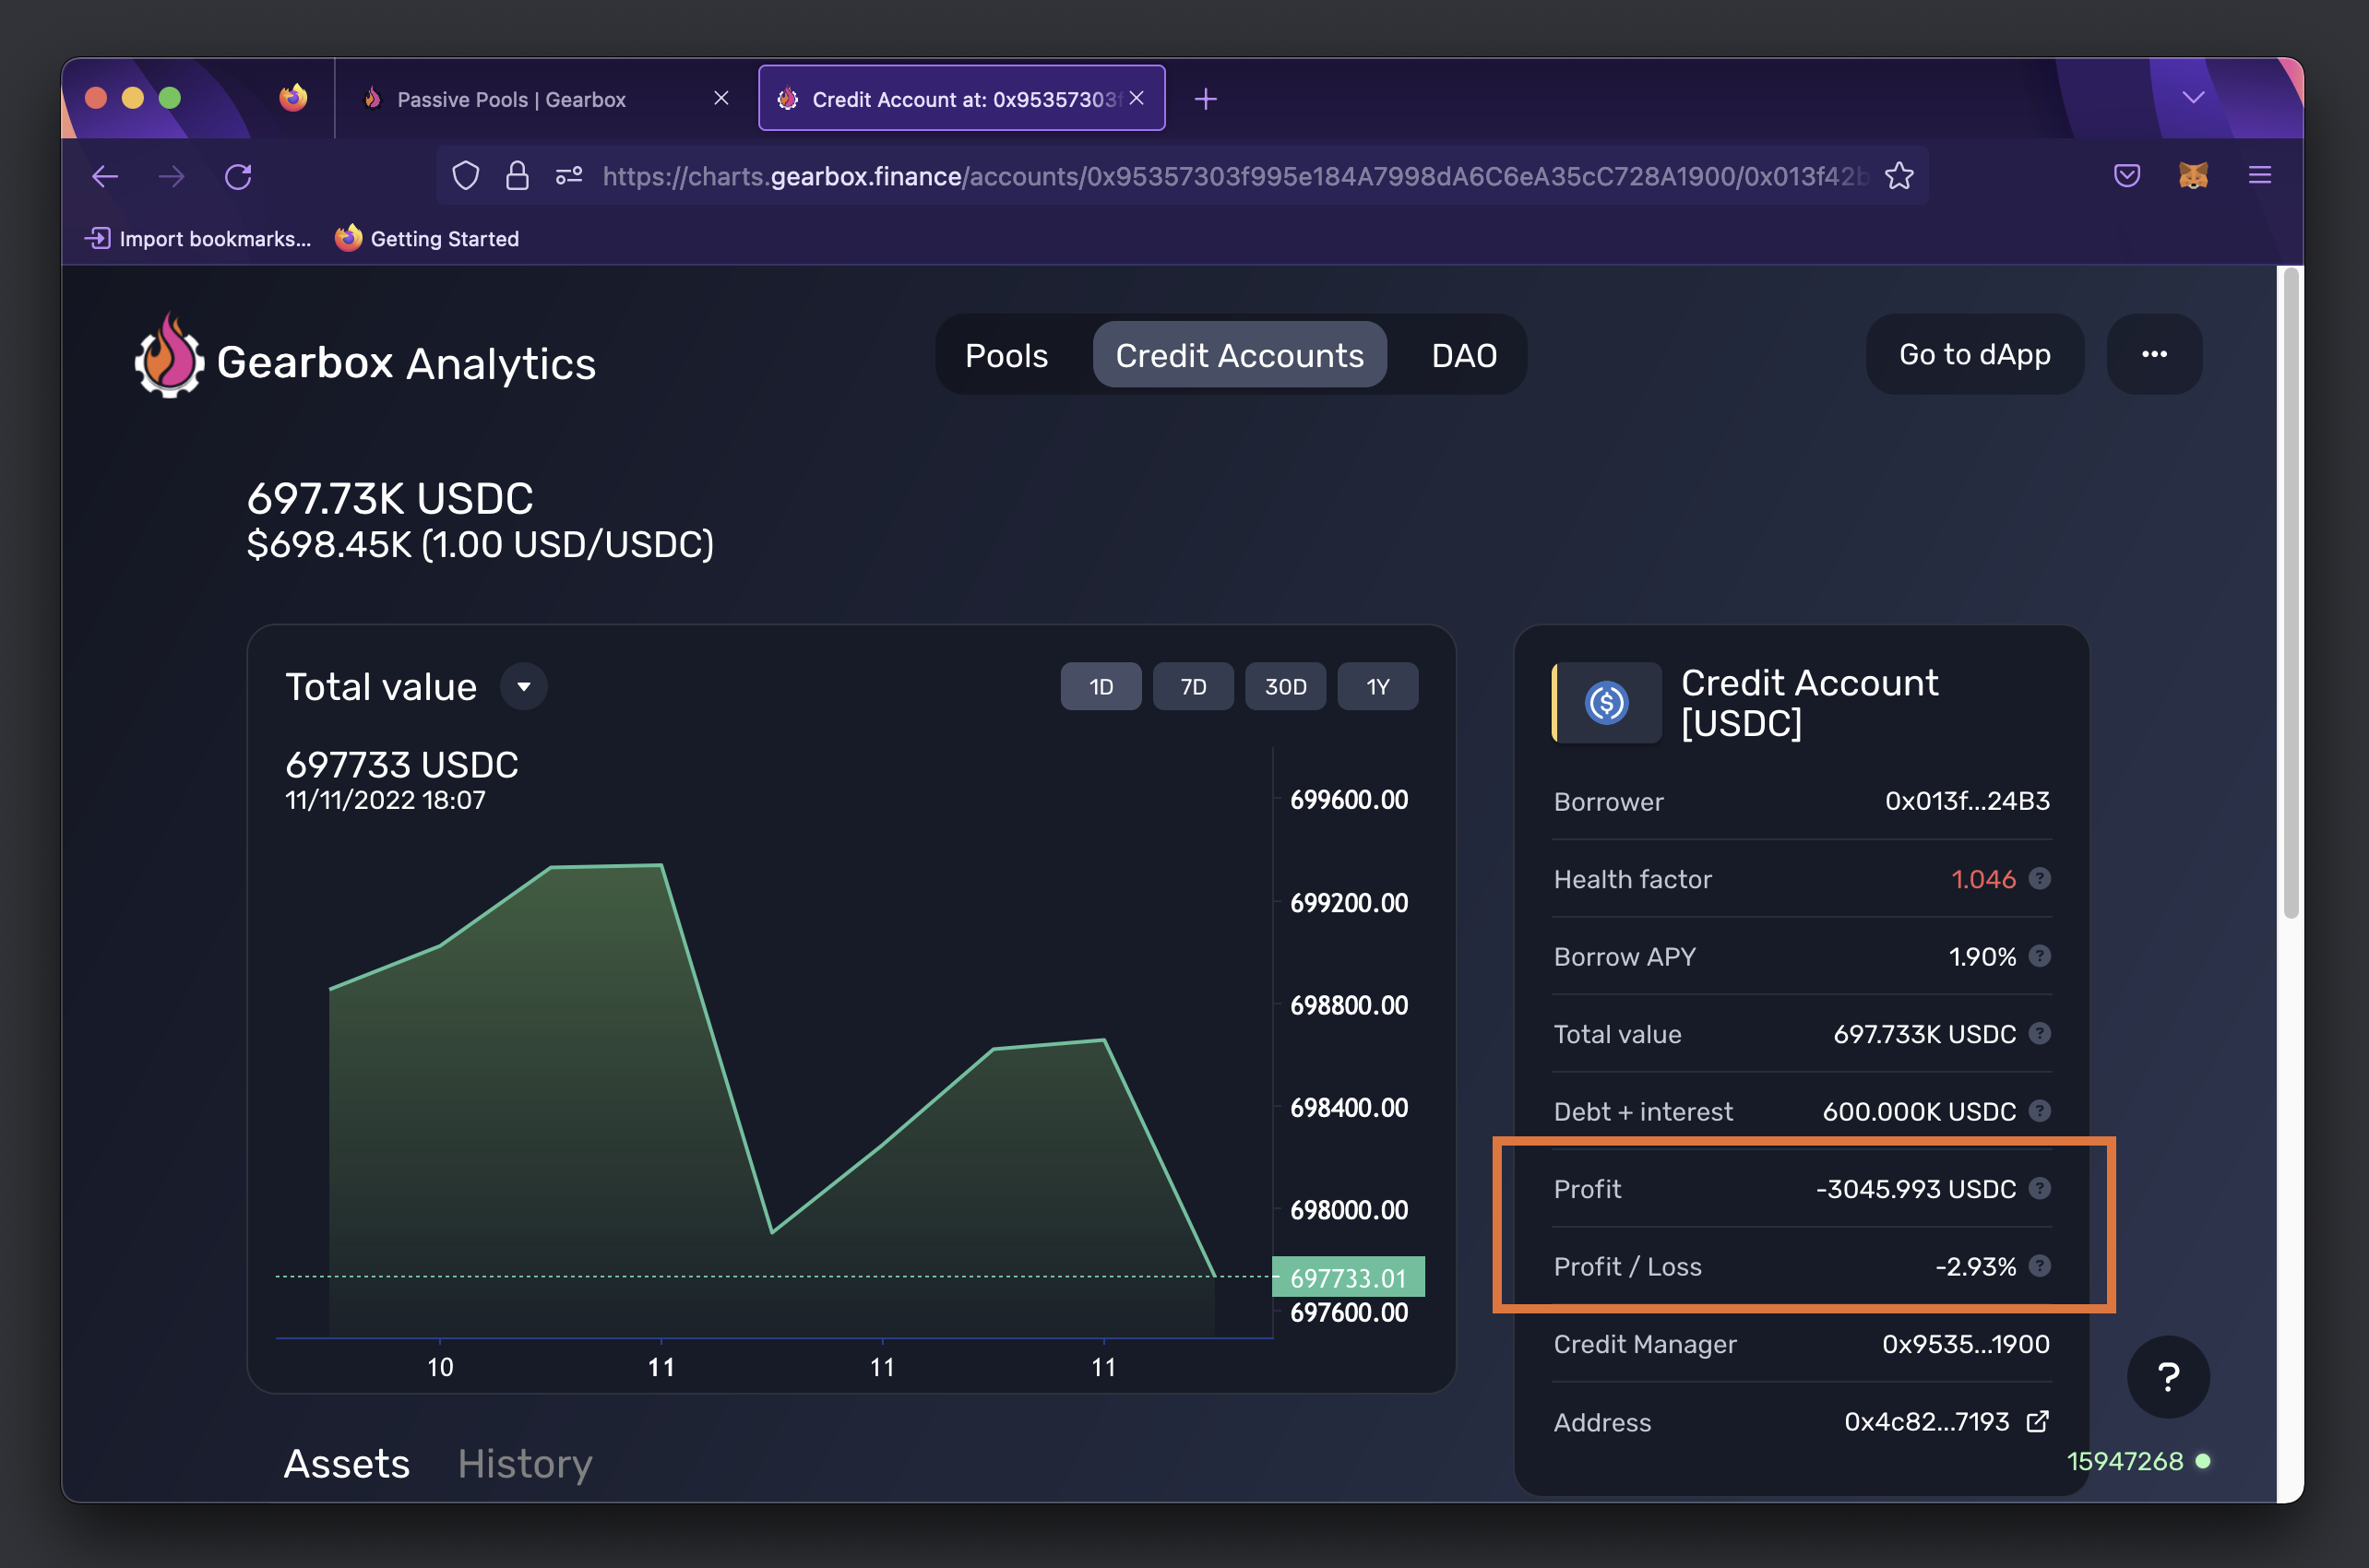 Passive Pools | Gearbox
Credit Account at: 0x95357303f
https://charts.gearbox.finance/accounts/0x95357303f995e184A7998dA6C6eA35cC728A1900/0x013f42b
Import bookmarks...
Getting Started
Gearbox Analytics
Pools
Credit Accounts
DAO
Go to dApp
697.73K USDC
$698.45K (1.00 USD/USDC)
Total value
1D
7D
30D
1Y
697733 USDC
11/11/2022 18:07
699600.00
699200.00
698800.00
698400.00
698000.00
697733.01
697600.00
10
11
11
11
Credit Account
[USDC]
Borrower 0x013f...24B3
Health factor 1.046 ?
Borrow APY 1.90% ?
Total value 697.733K USDC ?
Debt + interest 600.000K USDC ?
Profit -3045.993 USDC ?
Profit / Loss -2.93% ?
Credit Manager 0x9535...1900
Address 0x4c82...7193
?
15947268
Assets
History